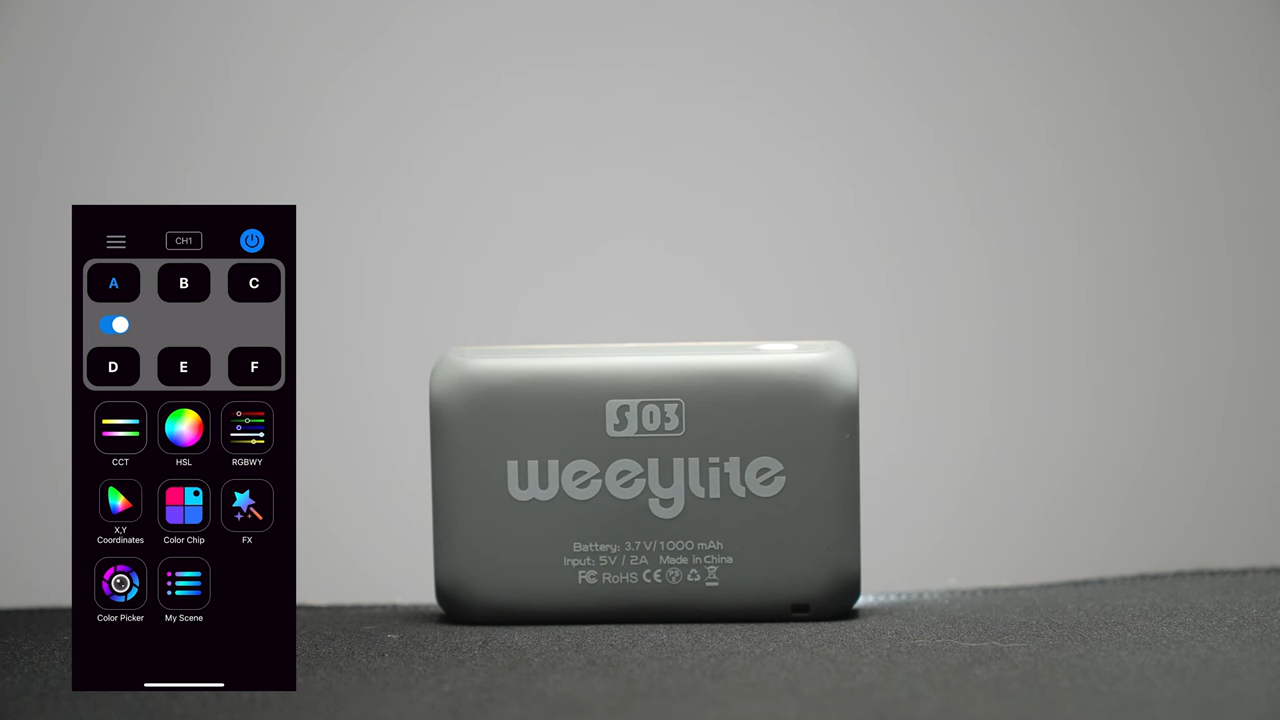 CH1
A B C
D E F
CCT HSL RGBWY
X,Y
Coordinates Color Chip FX
Color Picker My Scene
S03
weeylite
Battery: 3.7V/1000 mAh
Input: 5V / 2A Made in China
FC RoHS CE